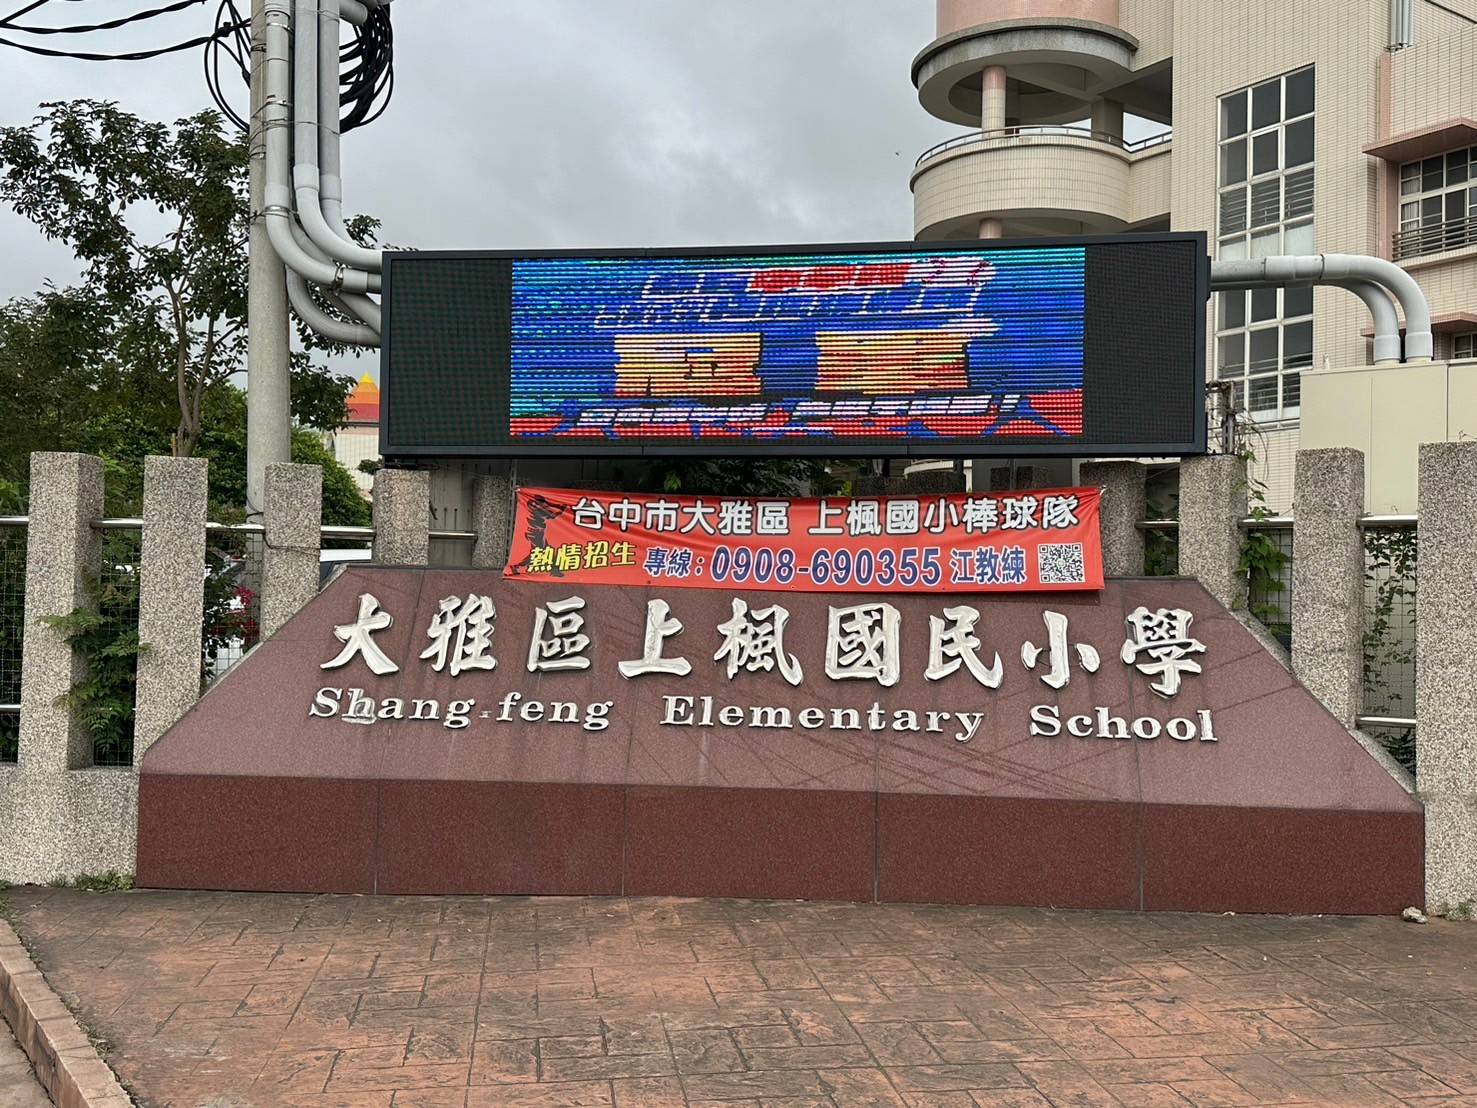 台中市大雅區 上楓國小棒球隊
熱情招生 專線:0908-690355 江教練
大雅區上楓國民小學
Shang-feng Elementary School